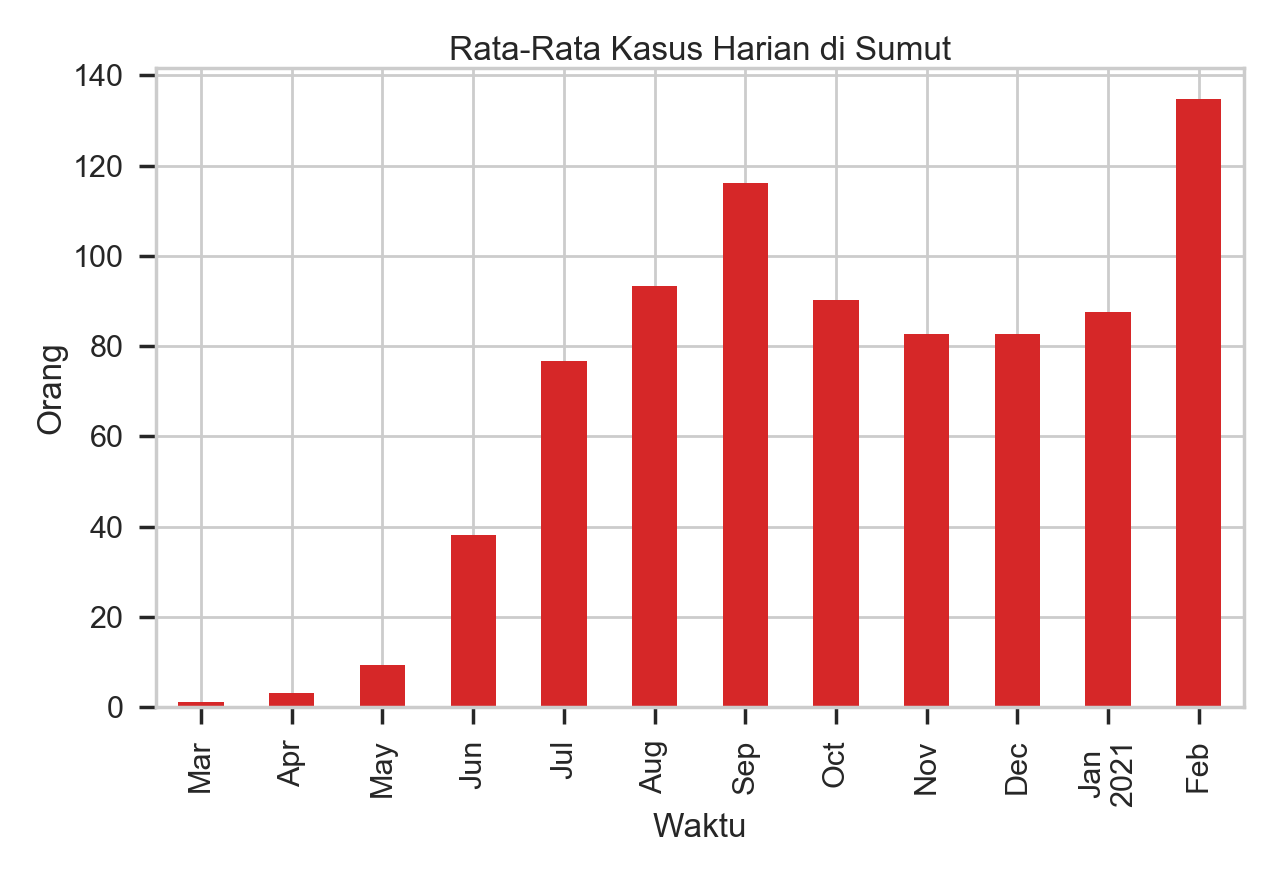 Rata-Rata Kasus Harian di Sumut
140
120
100
80
60
40
20
0
Orang
Mar
Apr
May
Jun
Jul
Aug
Sep
Oct
Nov
Dec
Jan
2021
Feb
Waktu